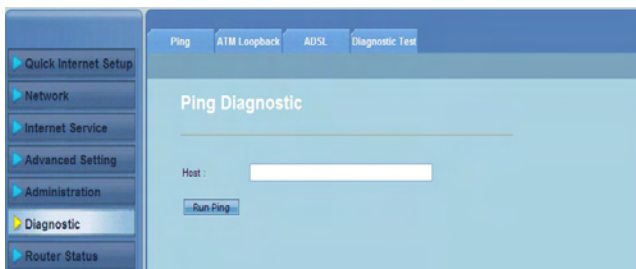 Ping
ATM Loopback
ADSL
Diagnostic Test
Quick Internet Setup
Network
Internet Service
Advanced Setting
Administration
Diagnostic
Router Status
Ping Diagnostic
Host :
Run Ping